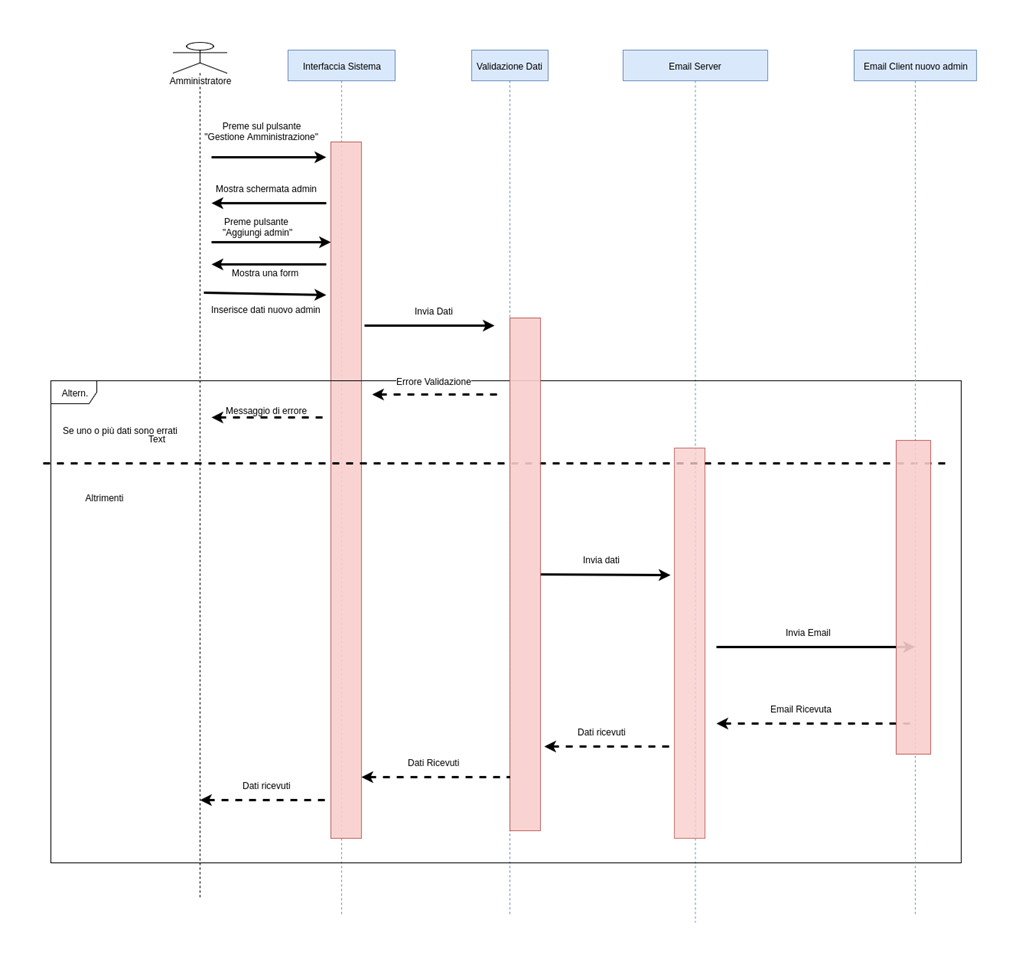 Amministratore
Interfaccia Sistema
Validazione Dati
Email Server
Email Client nuovo admin
Preme sul pulsante
"Gestione Amministrazione"
Mostra schermata admin
Preme pulsante
"Aggiungi admin"
Mostra una form
Inserisce dati nuovo admin
Invia Dati
Errore Validazione
Altern.
Messaggio di errore
Se uno o più dati sono errati
Text
Altrimenti
Invia dati
Invia Email
Email Ricevuta
Dati ricevuti
Dati Ricevuti
Dati ricevuti